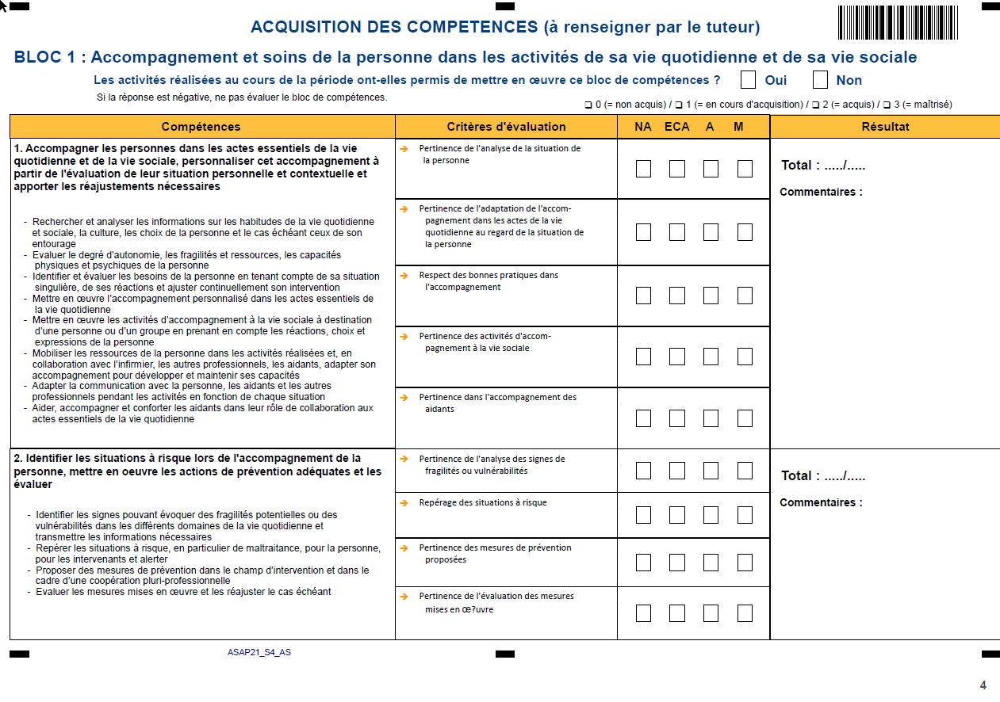 ACQUISITION DES COMPETENCES (à renseigner par le tuteur)
BLOC 1 : Accompagnement et soins de la personne dans les activités de sa vie quotidienne et de sa vie sociale
Les activités réalisées au cours de la période ont-elles permis de mettre en œuvre ce bloc de compétences ? Oui Non
Si la réponse est négative, ne pas évaluer le bloc de compétences.
❑ 0 (= non acquis) / ❑ 1 (= en cours d'acquisition) / ❑ 2 (= acquis) / ❑ 3 (= maîtrisé)
Compétences Critères d'évaluation NA ECA A M Résultat
1. Accompagner les personnes dans les actes essentiels de la vie
quotidienne et de la vie sociale, personnaliser cet accompagnement à
partir de l'évaluation de leur situation personnelle et contextuelle et
apporter les réajustements nécessaires
- Rechercher et analyser les informations sur les habitudes de la vie quotidienne
et sociale, la culture, les choix de la personne et le cas échéant ceux de son
entourage
- Evaluer le degré d'autonomie, les fragilités et ressources, les capacités
physiques et psychiques de la personne
- Identifier et évaluer les besoins de la personne en tenant compte de sa situation
singulière, de ses réactions et ajuster continuellement son intervention
- Mettre en œuvre l'accompagnement personnalisé dans les actes essentiels de
la vie quotidienne
- Mettre en œuvre les activités d'accompagnement à la vie sociale à destination
d'une personne ou d'un groupe en prenant en compte les réactions, choix et
expressions de la personne
- Mobiliser les ressources de la personne dans les activités réalisées et, en
collaboration avec l'infirmier, les autres professionnels, les aidants, adapter son
accompagnement pour développer et maintenir ses capacités
- Adapter la communication avec la personne, les aidants et les autres
professionnels pendant les activités en fonction de chaque situation
- Aider, accompagner et conforter les aidants dans leur rôle de collaboration aux
actes essentiels de la vie quotidienne
➔ Pertinence de l'analyse de la situation de
la personne
➔ Pertinence de l'adaptation de l'accom-
pagnement dans les actes de la vie
quotidienne au regard de la situation de
la personne
➔ Respect des bonnes pratiques dans
l'accompagnement
➔ Pertinence des activités d'accom-
pagnement à la vie sociale
➔ Pertinence dans l'accompagnement des
aidants
Total : ...../.....
Commentaires :
2. Identifier les situations à risque lors de l'accompagnement de la
personne, mettre en oeuvre les actions de prévention adéquates et les
évaluer
- Identifier les signes pouvant évoquer des fragilités potentielles ou des
vulnérabilités dans les différents domaines de la vie quotidienne et
transmettre les informations nécessaires
- Repérer les situations à risque, en particulier de maltraitance, pour la personne,
pour les intervenants et alerter
- Proposer des mesures de prévention dans le champ d'intervention et dans le
cadre d'une coopération pluri-professionnelle
- Evaluer les mesures mises en œuvre et les réajuster le cas échéant
➔ Pertinence de l'analyse des signes de
fragilités ou vulnérabilités
➔ Repérage des situations à risque
➔ Pertinence des mesures de prévention
proposées
➔ Pertinence de l'évaluation des mesures
mises en œ?uvre
Total : ...../.....
Commentaires :
ASAP21_S4_AS
4